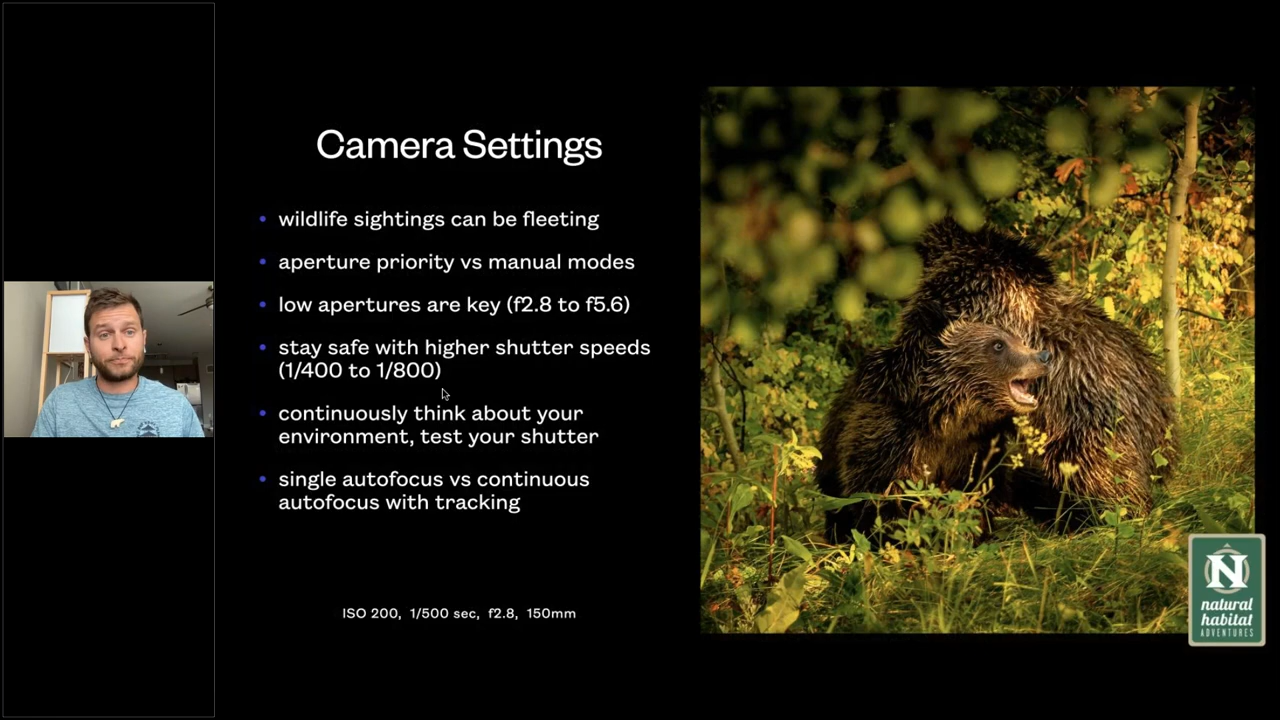 Camera Settings
wildlife sightings can be fleeting
aperture priority vs manual modes
low apertures are key (f2.8 to f5.6)
stay safe with higher shutter speeds
(1/400 to 1/800)
continuously think about your
environment, test your shutter
single autofocus vs continuous
autofocus with tracking
ISO 200, 1/500 sec, f2.8, 150mm
N
natural
habitat
ADVENTURES